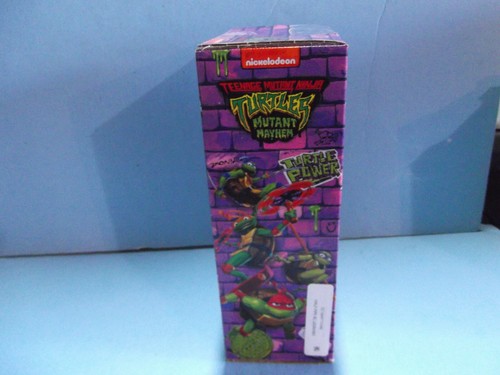 nickelodeon
TEENAGE MUTANT NINJA
TURTLES
MUTANT
MAYHEM
TURTLE
POWER